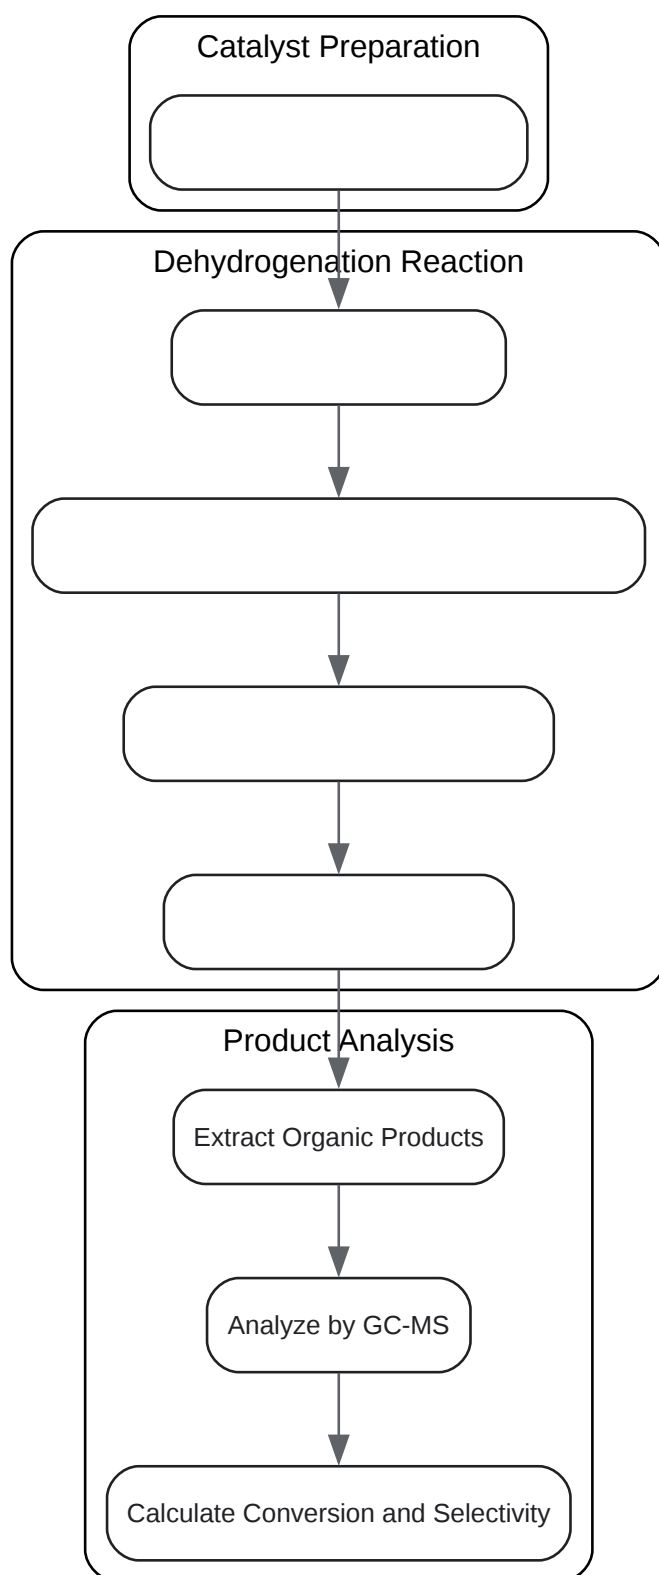 Catalyst Preparation
Dehydrogenation Reaction
Product Analysis
Extract Organic Products
Analyze by GC-MS
Calculate Conversion and Selectivity